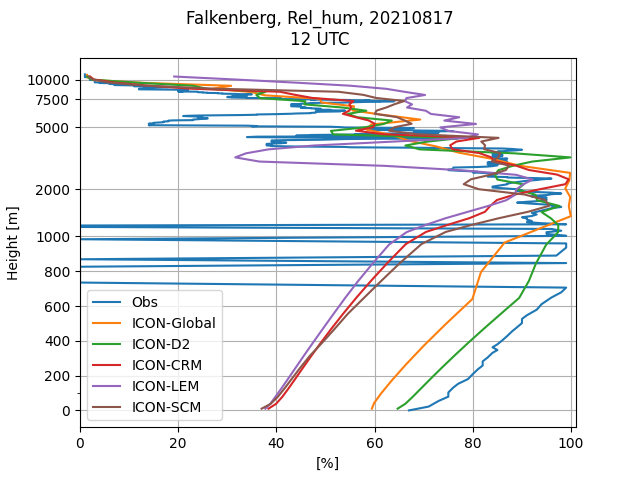 Falkenberg, Rel_hum, 20210817
12 UTC
10000
7500
5000
2000
1000
800
600
400
200
0
Height [m]
Obs
ICON-Global
ICON-D2
ICON-CRM
ICON-LEM
ICON-SCM
0 20 40 60 80 100
[%]